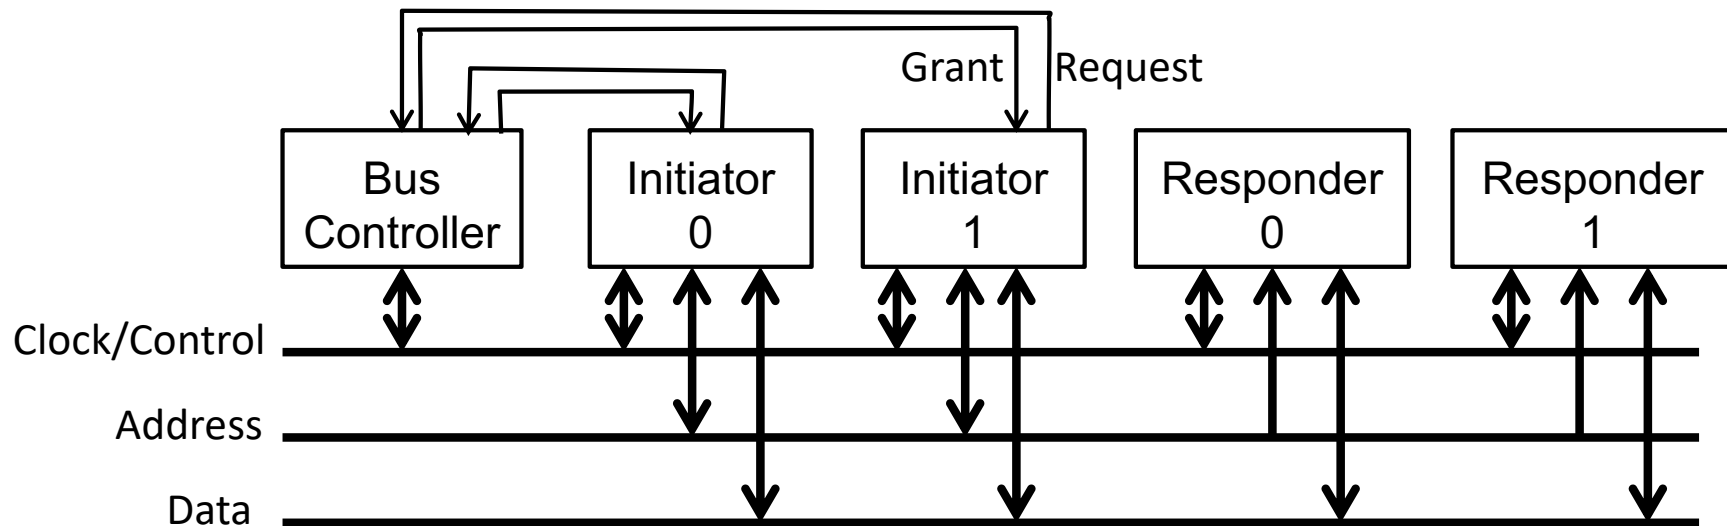 Grant Request
Bus
Controller
Initiator
0
Initiator
1
Responder
0
Responder
1
Clock/Control
Address
Data